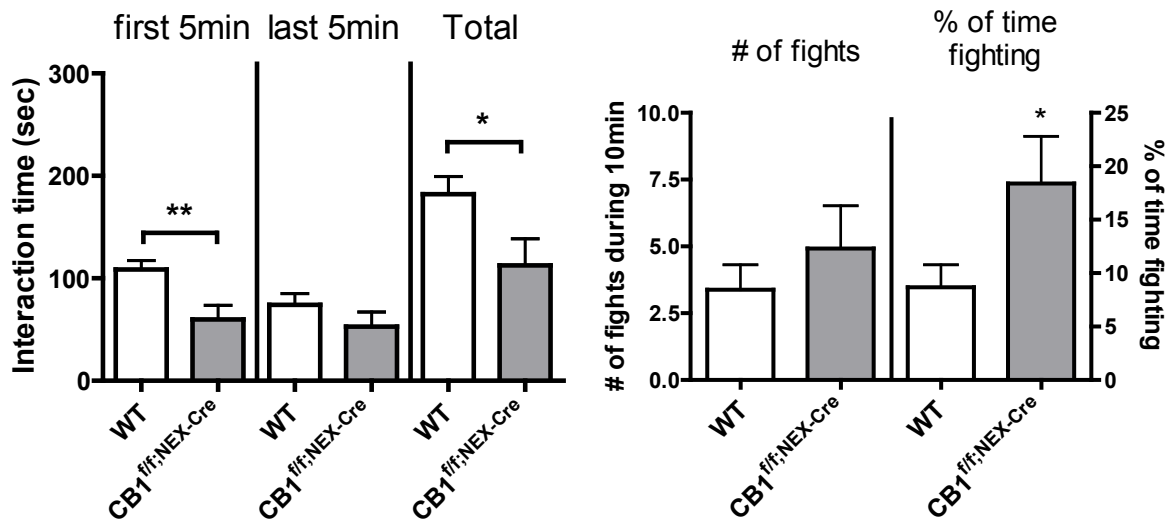 first 5min
last 5min
Total
Interaction time (sec)
300
200
100
0
**
*
WT
CB1f/f;NEX-Cre
WT
CB1f/f;NEX-Cre
WT
CB1f/f;NEX-Cre
# of fights
% of time
fighting
# of fights during 10min
10.0
7.5
5.0
2.5
0.0
*
25
20
15
10
5
0
% of time fighting
WT
CB1f/f;NEX-Cre
WT
CB1f/f;NEX-Cre